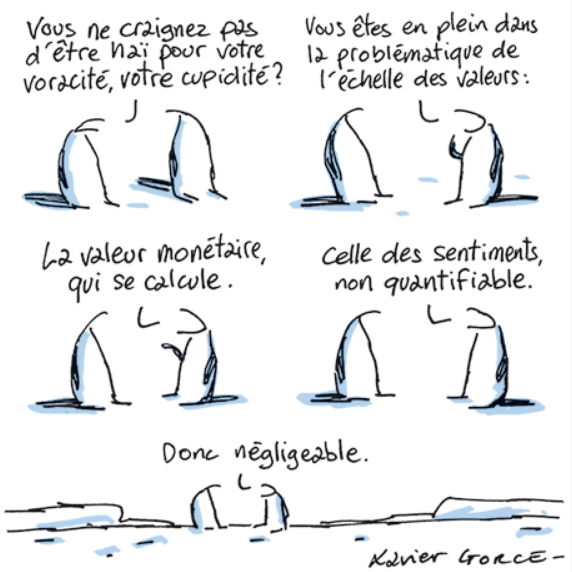 Vous ne craignez pas
d'être haï pour votre
voracité, votre cupidité?
Vous êtes en plein dans
la problématique de
l'échelle des valeurs:
La valeur monétaire,
qui se calcule.
Celle des sentiments,
non quantifiable.
Donc négligeable.
Xavier GORCE-